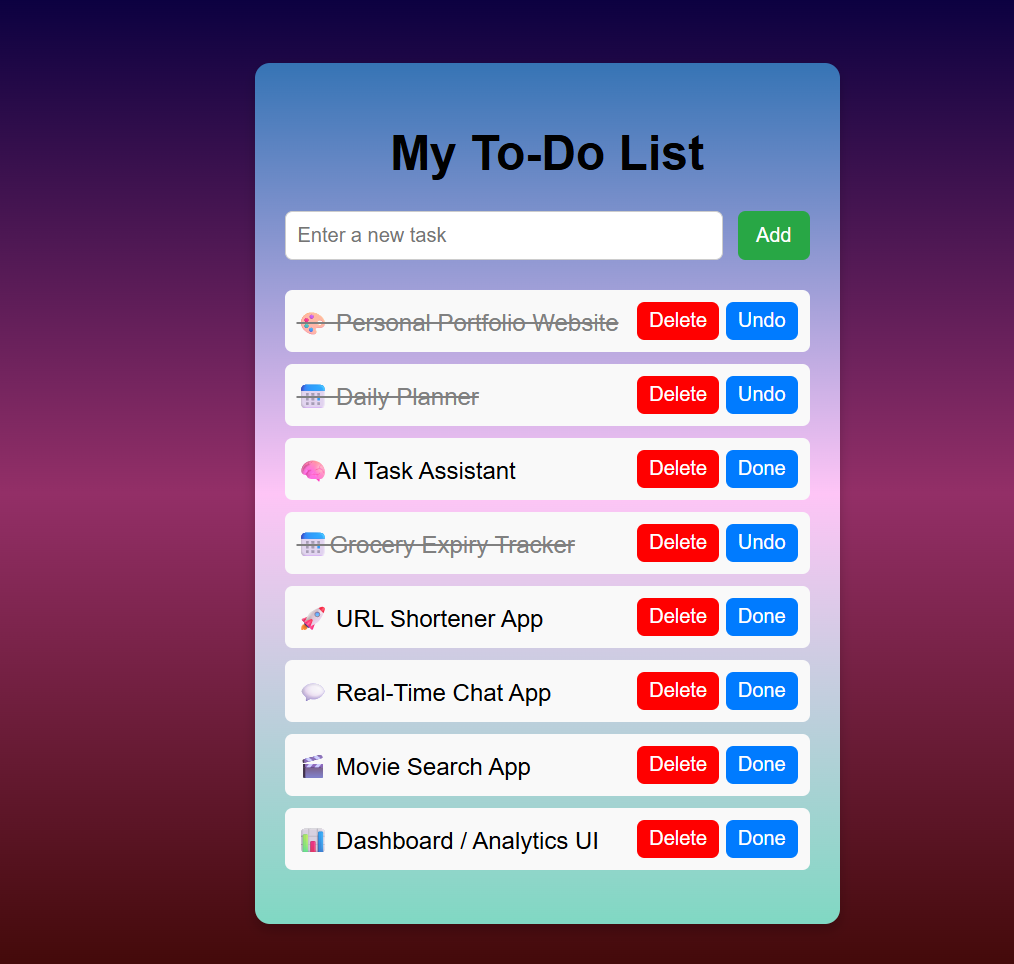 My To-Do List
Enter a new task Add
🎨 Personal Portfolio Website Delete Undo
📅 Daily Planner Delete Undo
🧠 AI Task Assistant Delete Done
📅 Grocery Expiry Tracker Delete Undo
🚀 URL Shortener App Delete Done
💬 Real-Time Chat App Delete Done
🎬 Movie Search App Delete Done
📊 Dashboard / Analytics UI Delete Done